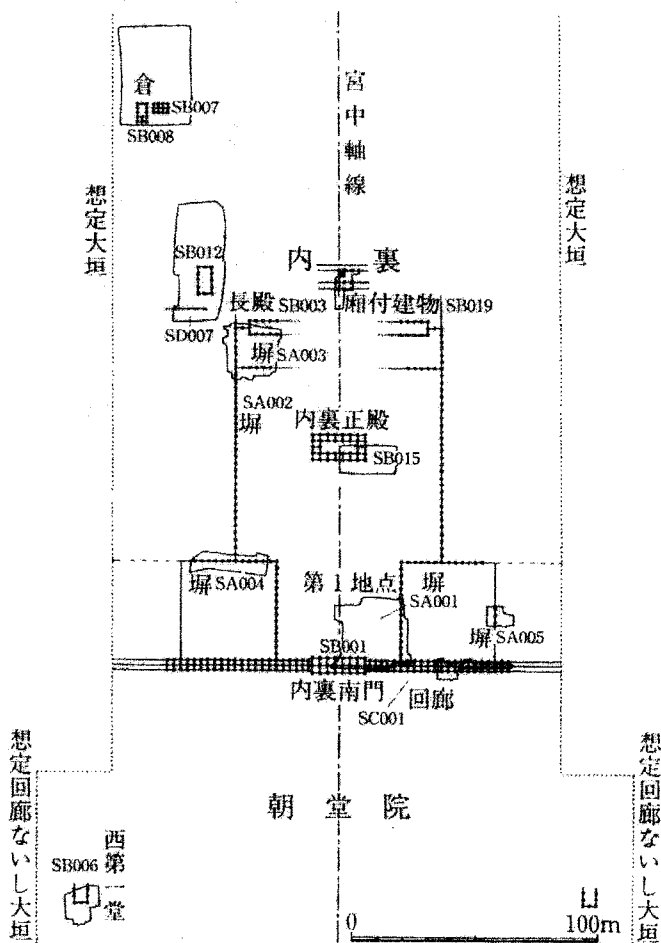 倉
SB007
SB008
宮中軸線
想定大垣
想定大垣
SB012
内裏
長殿 SB003
廂付建物 SB019
SD007
塀 SA003
SA002
塀
内裏正殿
SB015
第1地点
塀
SA001
塀 SA004
塀 SA005
SB001
内裏南門
回廊
SC001
想定回廊ないし大垣
想定回廊ないし大垣
朝堂院
西第一堂
SB006
0 100m